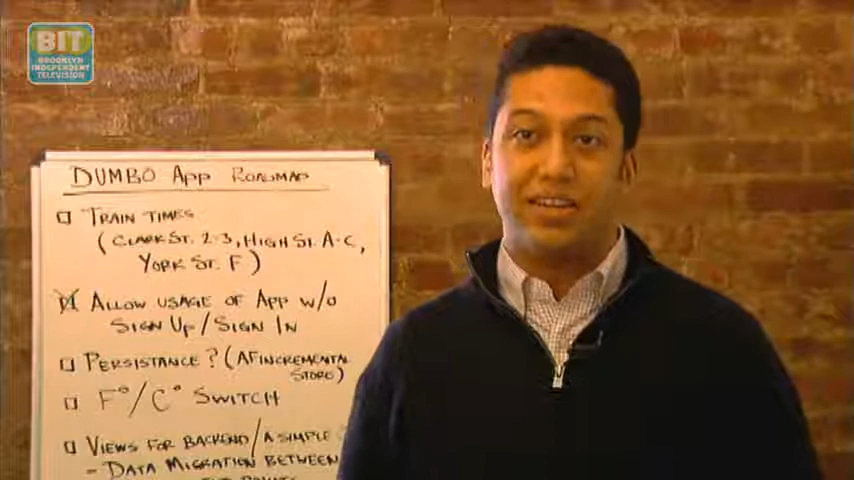 BIT
BROOKLYN
INDEPENDENT
TELEVISION
DUMBO APP ROADMAP
TRAIN TIMES
(CLARK ST. 2-3, HIGH ST. A-C,
YORK ST. F)
ALLOW USAGE OF APP W/O
SIGN UP/SIGN IN
PERSISTANCE? (AFINCREMENTAL
STORE)
F°/C° SWITCH
VIEWS FOR BACKEND/A SIMPLE
- DATA MIGRATION BETWEEN